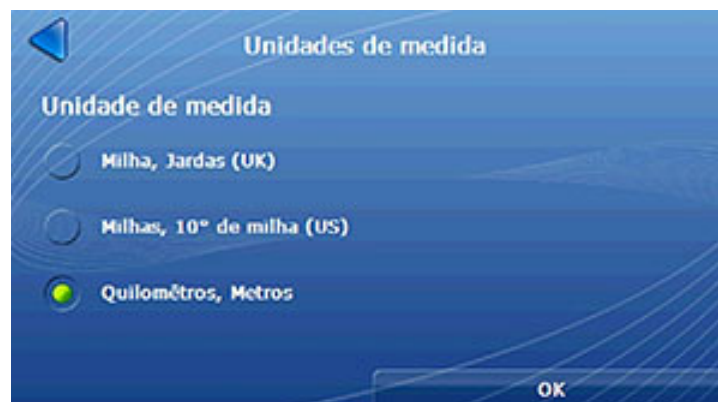 Unidades de medida
Unidade de medida
Milha, Jardas (UK)
Milhas, 10° de milha (US)
Quilomêtros, Metros
OK